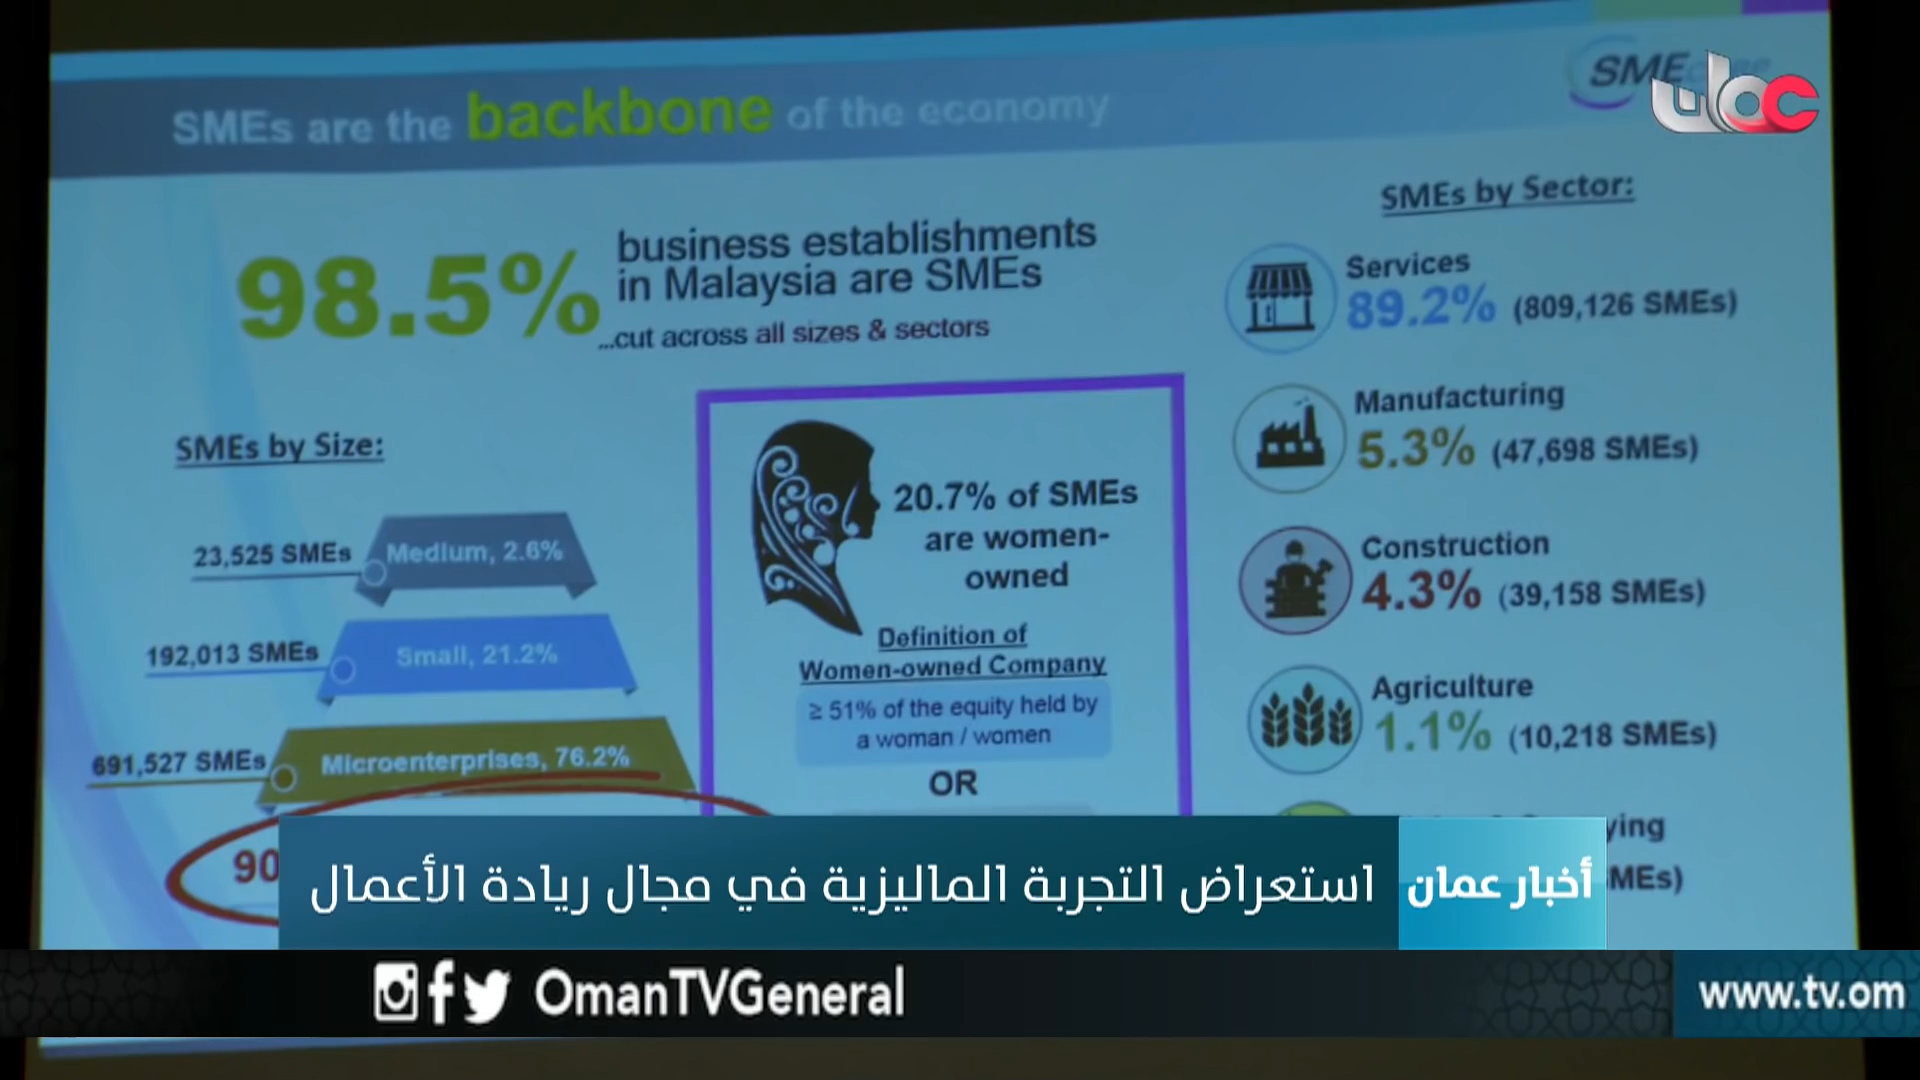 SMEs are the backbone of the economy
عمان
98.5%
business establishments
in Malaysia are SMEs
...cut across all sizes & sectors
SMEs by Size:
23,525 SMEs
Medium, 2.6%
192,013 SMEs
Small, 21.2%
691,527 SMEs
Microenterprises, 76.2%
90
20.7% of SMEs
are women-
owned
Definition of
Women-owned Company
≥ 51% of the equity held by
a woman / women
OR
SMEs by Sector:
Services
89.2% (809,126 SMEs)
Manufacturing
5.3% (47,698 SMEs)
Construction
4.3% (39,158 SMEs)
Agriculture
1.1% (10,218 SMEs)
MEs)
أخبار عمان
استعراض التجربة الماليزية في مجال ريادة الأعمال
OmanTVGeneral
www.tv.om